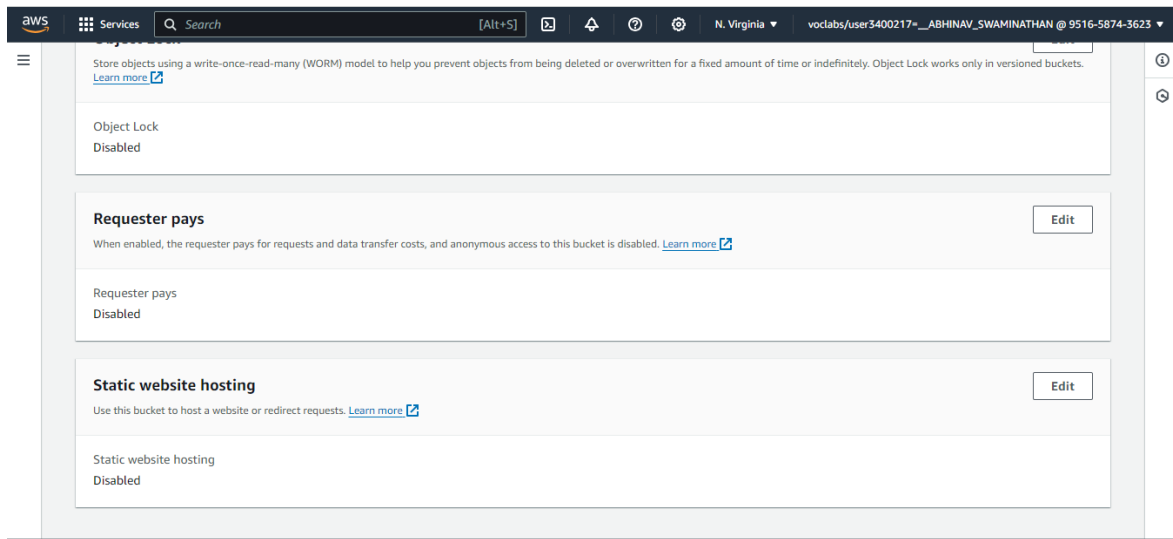 aws
Services
Search
[Alt+S]
N. Virginia
voclabs/user3400217=__ABHINAV_SWAMINATHAN @ 9516-5874-3623
Store objects using a write-once-read-many (WORM) model to help you prevent objects from being deleted or overwritten for a fixed amount of time or indefinitely. Object Lock works only in versioned buckets.
Learn more
Object Lock
Disabled
Requester pays
Edit
When enabled, the requester pays for requests and data transfer costs, and anonymous access to this bucket is disabled. Learn more
Requester pays
Disabled
Static website hosting
Edit
Use this bucket to host a website or redirect requests. Learn more
Static website hosting
Disabled